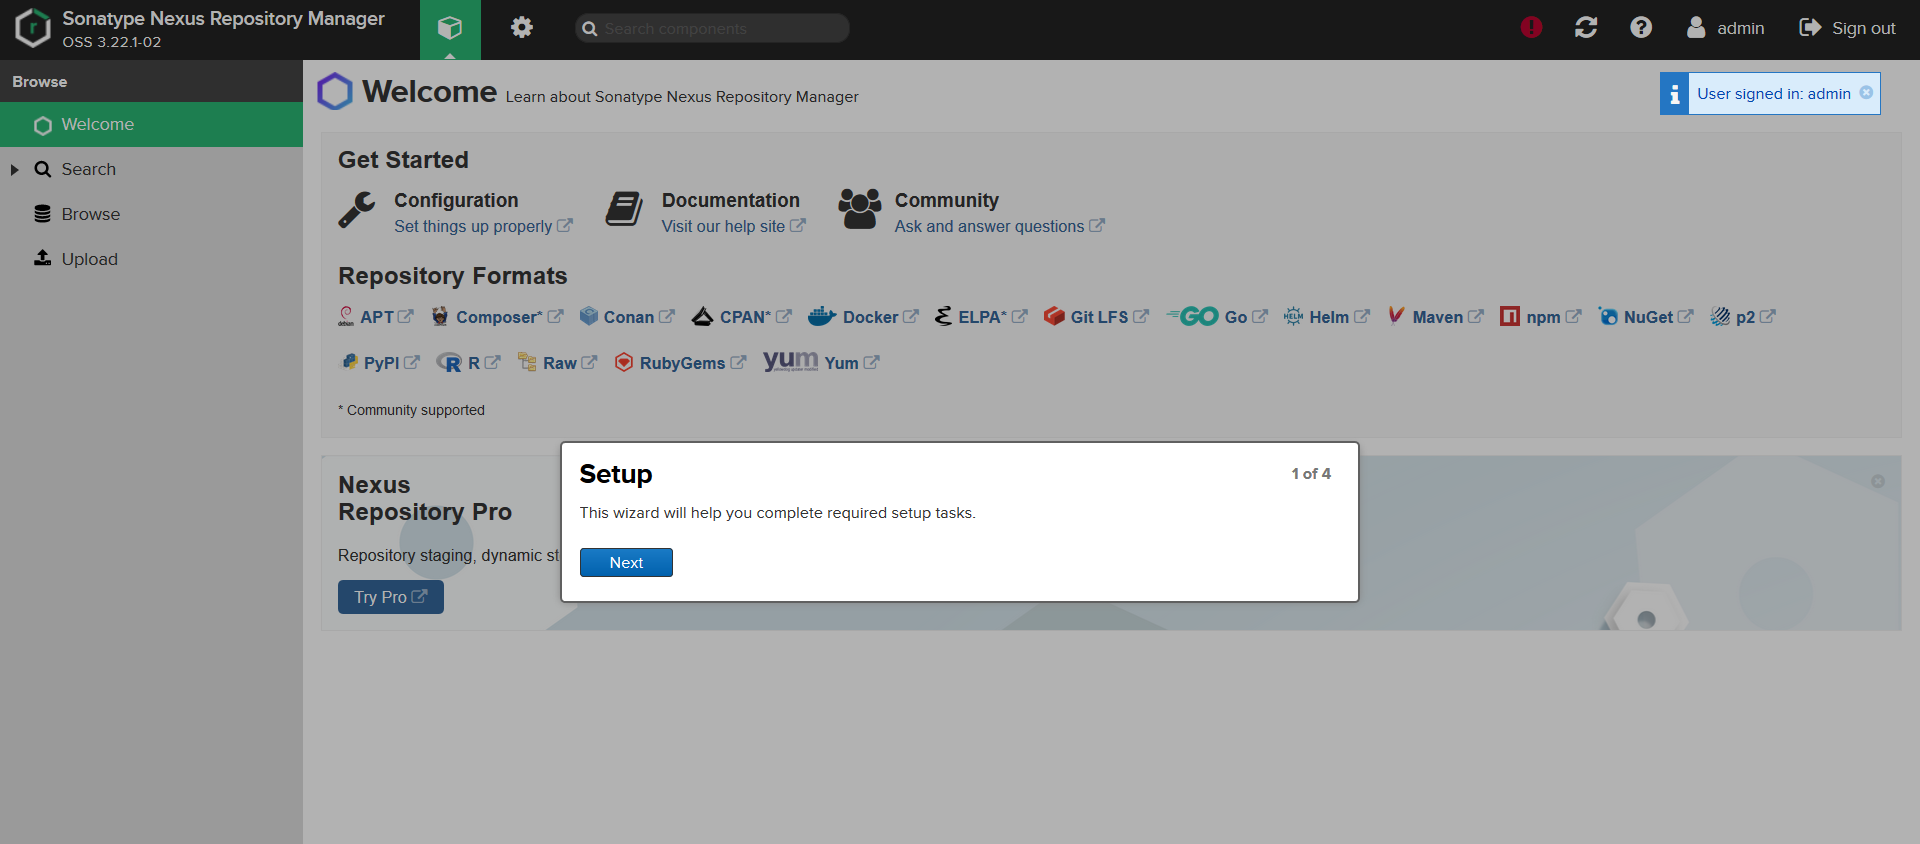 Sonatype Nexus Repository Manager
OSS 3.22.1-02
Search components
admin
Sign out
Browse
Welcome
Search
Browse
Upload
Welcome Learn about Sonatype Nexus Repository Manager
User signed in: admin
Get Started
Configuration
Set things up properly
Documentation
Visit our help site
Community
Ask and answer questions
Repository Formats
APT Composer* Conan CPAN* Docker ELPA* Git LFS GO Go HELM Helm Maven npm NuGet p2
PyPI R R Raw RubyGems yum Yum
* Community supported
Nexus
Repository Pro
Repository staging, dynamic st
Try Pro
Setup
1 of 4
This wizard will help you complete required setup tasks.
Next